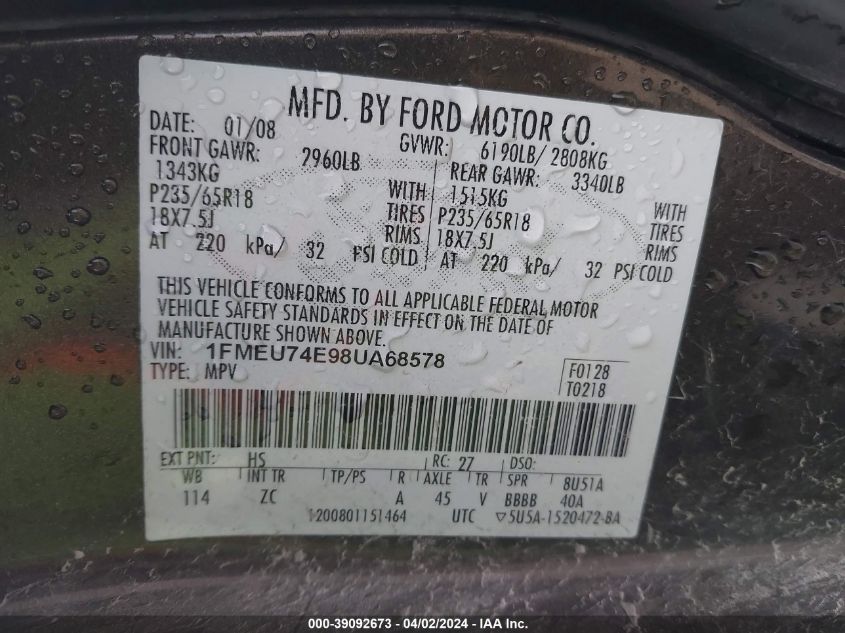 MFD. BY FORD MOTOR CO.
DATE: 01/08 GVWR: 6190LB/ 2808KG
FRONT GAWR: 2960LB REAR GAWR: 3340LB
1343KG WITH 1515KG WITH
P235/65R18 TIRES P235/65R18 TIRES
18X7.5J RIMS 18X7.5J RIMS
AT 220 kPa/ 32 PSI COLD AT 220 kPa/ 32 PSI COLD
THIS VEHICLE CONFORMS TO ALL APPLICABLE FEDERAL MOTOR
VEHICLE SAFETY STANDARDS IN EFFECT ON THE DATE OF
MANUFACTURE SHOWN ABOVE.
VIN: 1FMEU74E98UA68578 F0128
TYPE: MPV T0218
EXT PNT: HS RC: 27 DSO:
WB INT TR TP/PS R AXLE TR SPR 8U51A
114 ZC A 45 V BBBB 40A
1200801151464 UTC ▽5U5A-1520472-BA
000-39092673 - 04/02/2024 - IAA Inc.